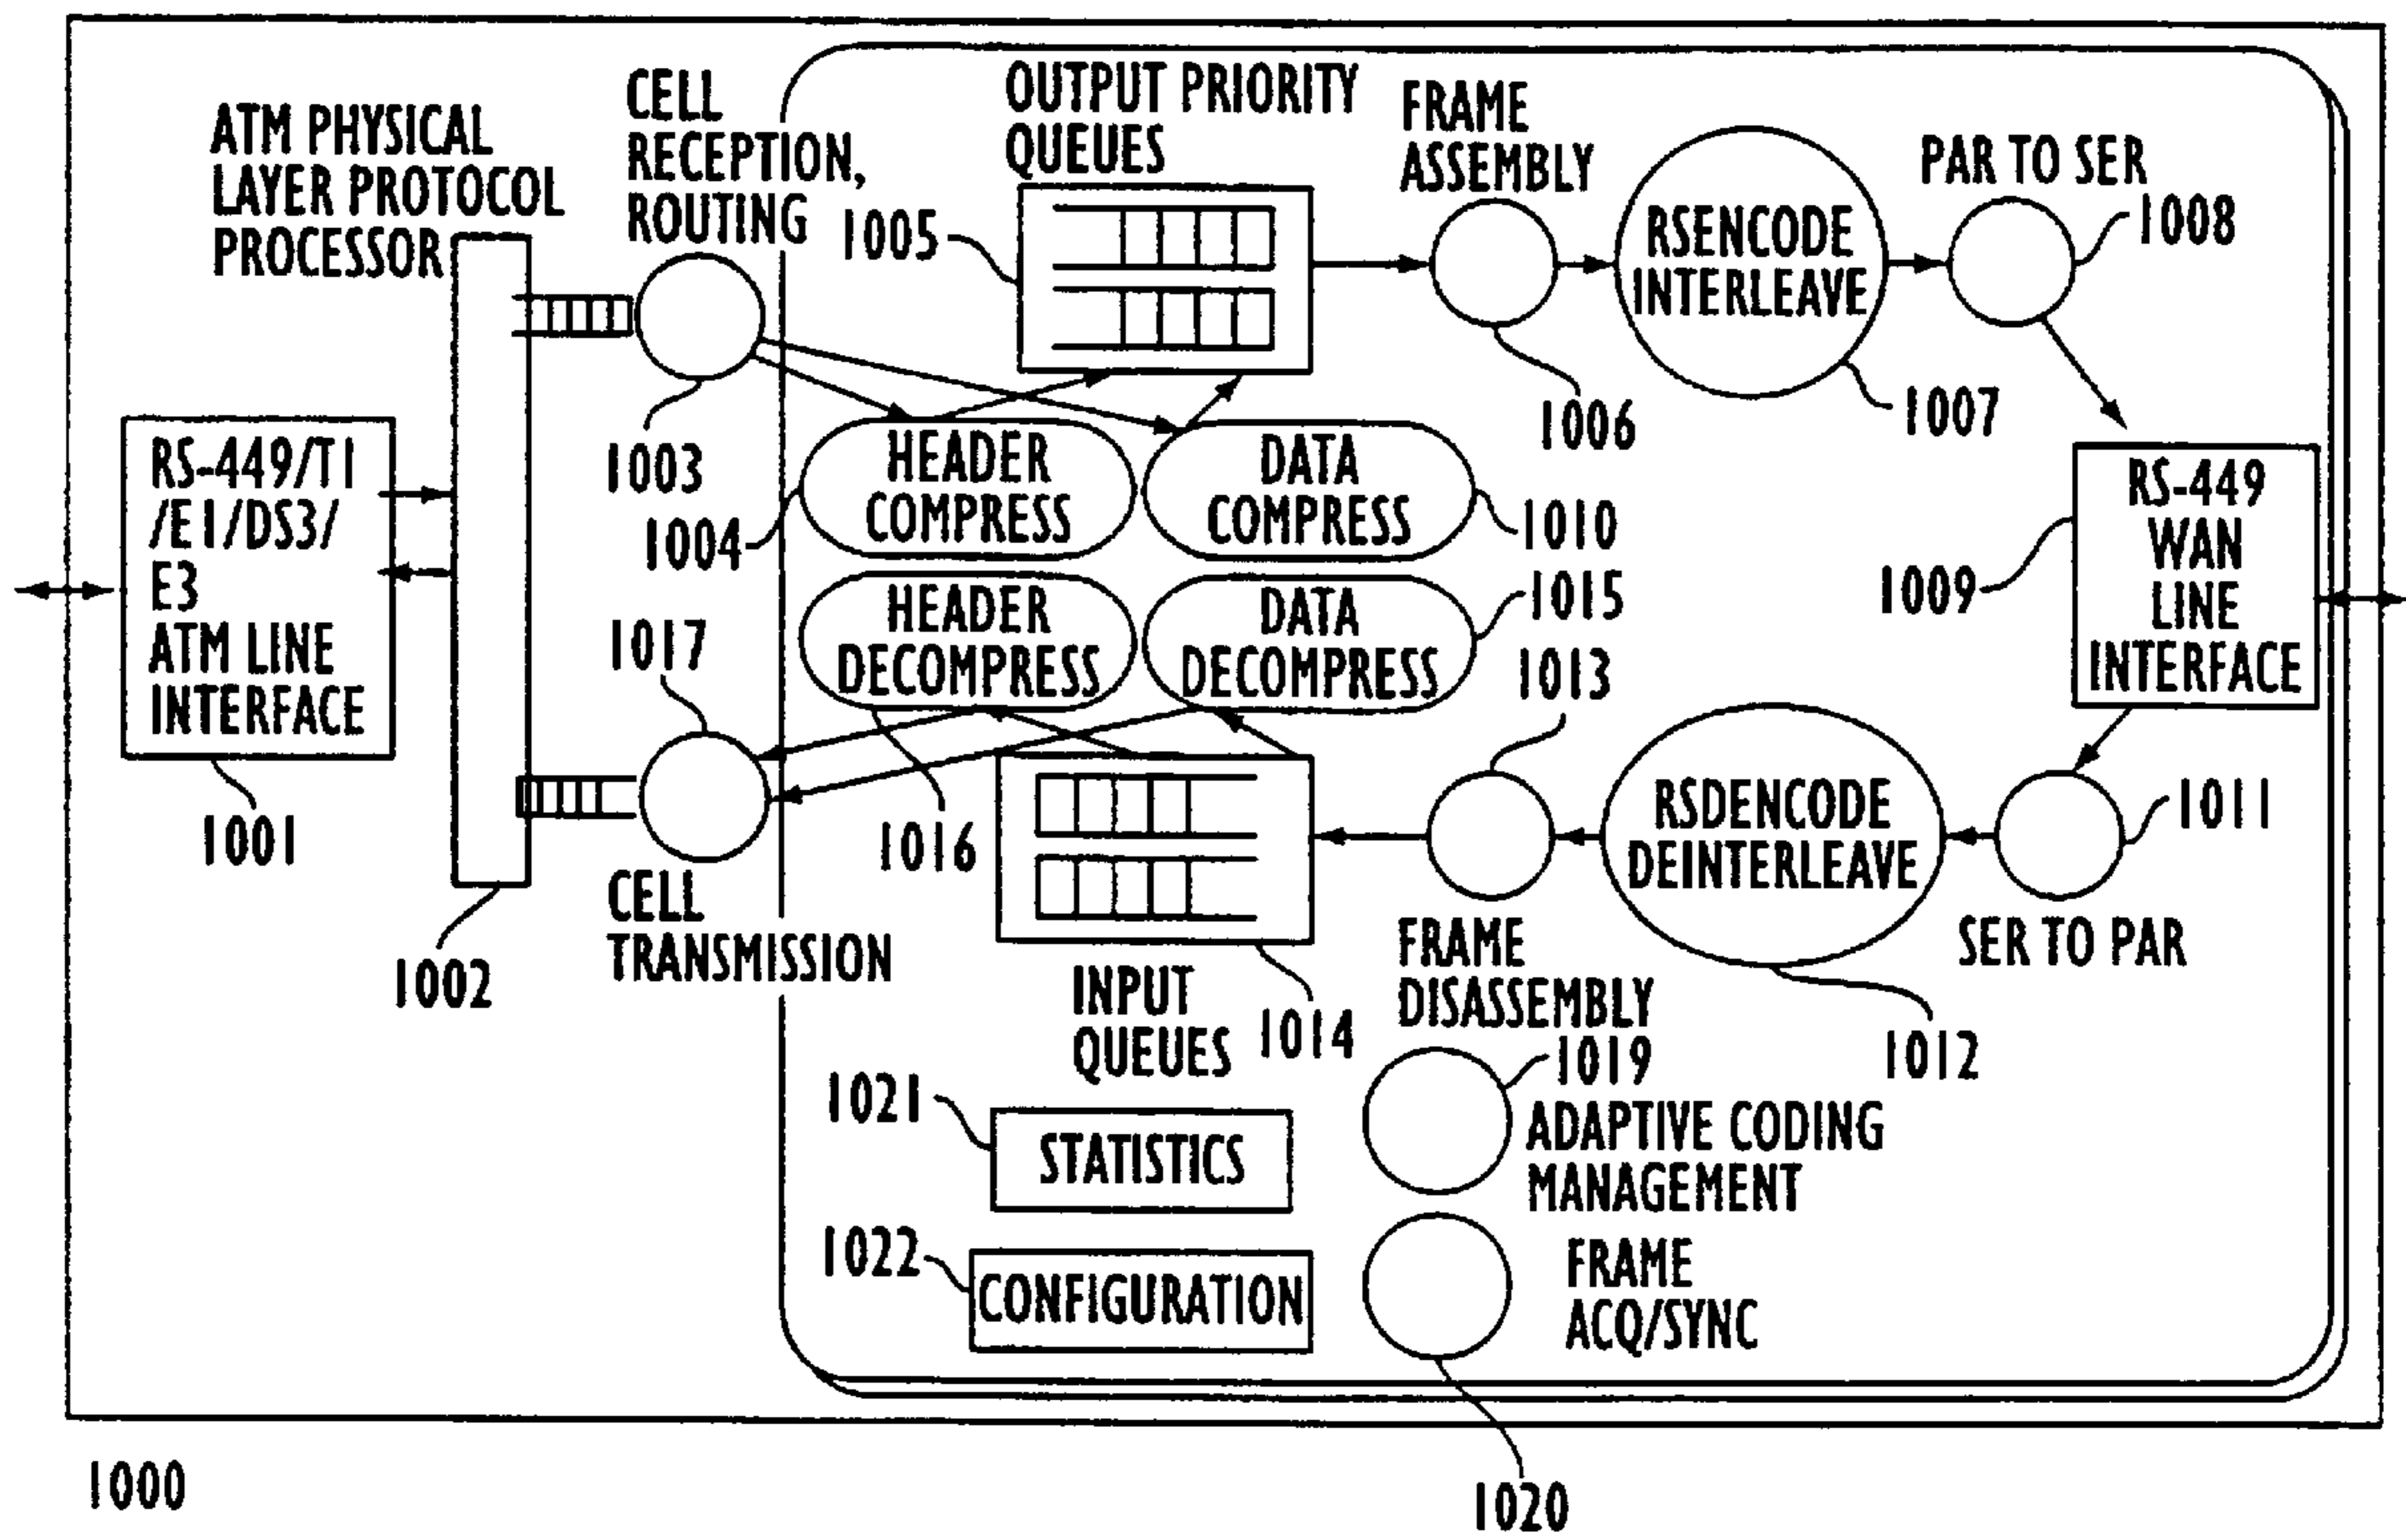 ATM PHYSICAL
LAYER PROTOCOL
PROCESSOR
CELL
RECEPTION,
ROUTING
OUTPUT PRIORITY
QUEUES
1005
FRAME
ASSEMBLY
RSENCODE
INTERLEAVE
PAR TO SER
1008
1003
1006
1007
RS-449/T1
/E1/DS3/
E3
ATM LINE
INTERFACE
1001
1002
HEADER
COMPRESS
1004
DATA
COMPRESS
1010
HEADER
DECOMPRESS
DATA
DECOMPRESS
1015
1017
1013
1009
RS-449
WAN
LINE
INTERFACE
1016
CELL
TRANSMISSION
INPUT
QUEUES
1014
FRAME
DISASSEMBLY
RSDENCODE
DEINTERLEAVE
1011
SER TO PAR
1012
1019
ADAPTIVE CODING
MANAGEMENT
1021
STATISTICS
1022
CONFIGURATION
FRAME
ACQ/SYNC
1020
1000